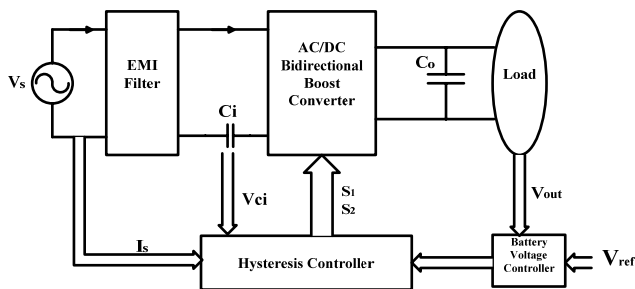 Vs
EMI
Filter
Ci
AC/DC
Bidirectional
Boost
Converter
Co
Load
Vci
S1
S2
Vout
Is
Hysteresis Controller
Battery
Voltage
Controller
Vref